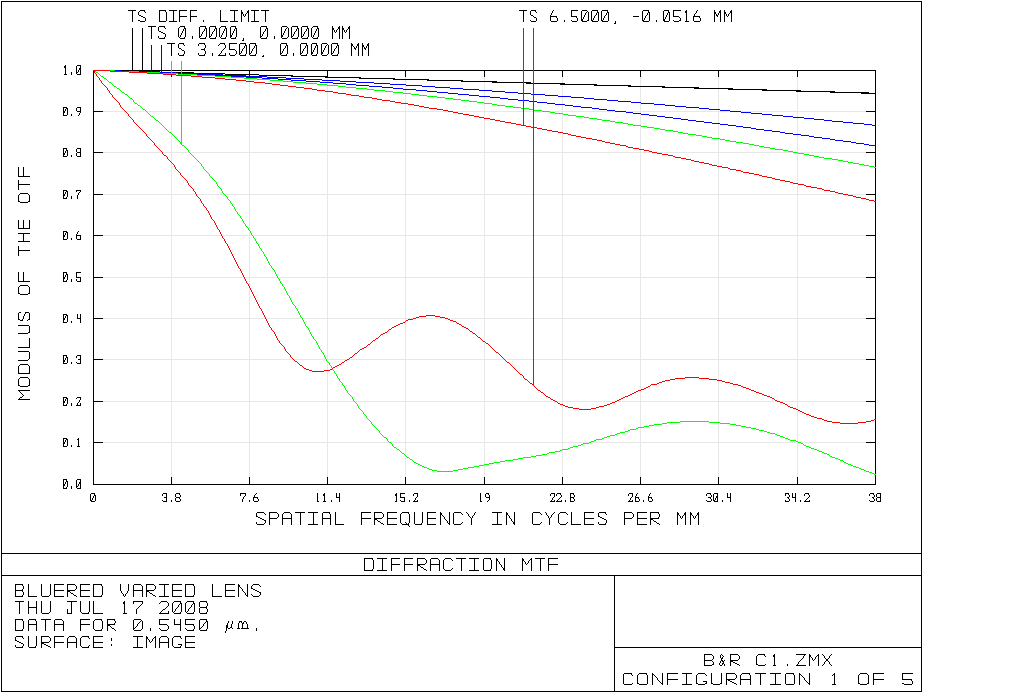 TS DIFF. LIMIT
TS 0.0000, 0.0000 MM
TS 3.2500, 0.0000 MM
TS 6.5000, -0.0516 MM
1.0
0.9
0.8
0.7
0.6
0.5
0.4
0.3
0.2
0.1
0.0
MODULUS OF THE OTF
0 3.8 7.6 11.4 15.2 19 22.8 26.6 30.4 34.2 38
SPATIAL FREQUENCY IN CYCLES PER MM
DIFFRACTION MTF
BLUERED VARIED LENS
THU JUL 17 2008
DATA FOR 0.5450 µm.
SURFACE: IMAGE
B&R C1.ZMX
CONFIGURATION 1 OF 5